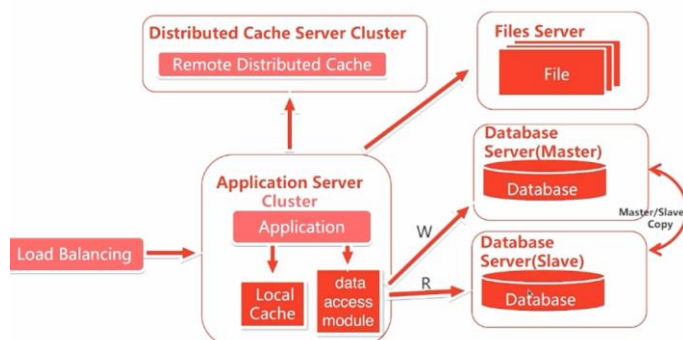 Distributed Cache Server Cluster
Remote Distributed Cache
Files Server
File
Database
Server(Master)
Database
Application Server
Cluster
Application
Master/Slave
Copy
W
Load Balancing
Database
Server(Slave)
Local
Cache
data
access
module
R
Database